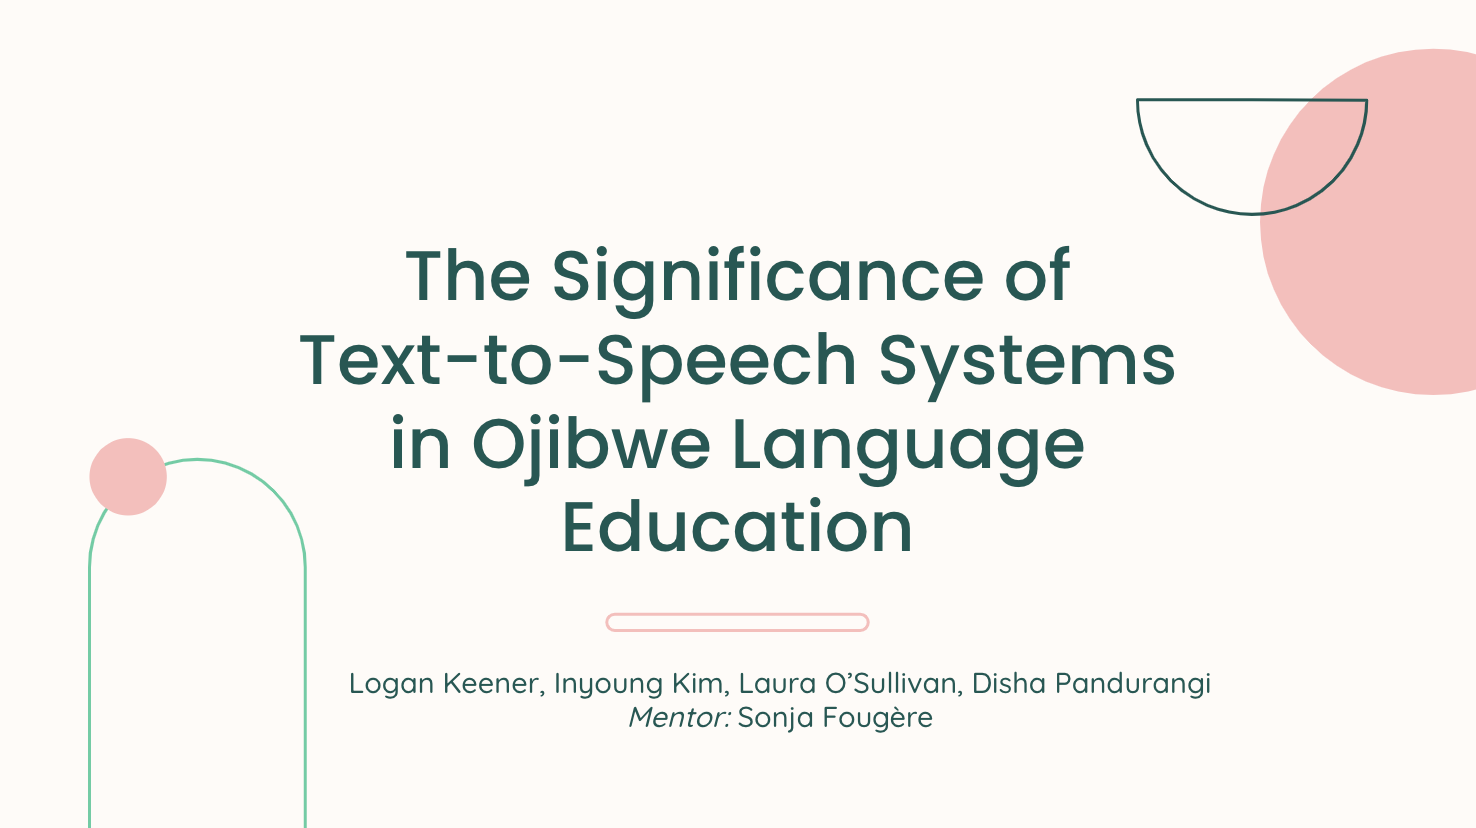 The Significance of
Text-to-Speech Systems
in Ojibwe Language
Education
Logan Keener, Inyoung Kim, Laura O’Sullivan, Disha Pandurangi
Mentor: Sonja Fougère